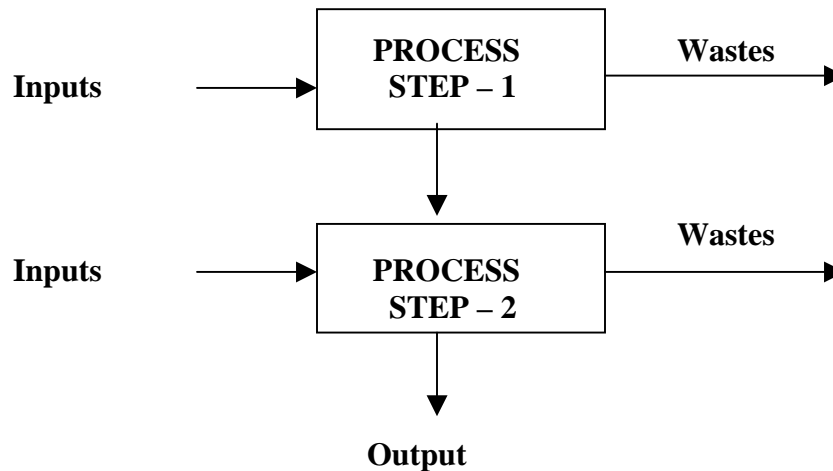 PROCESS
STEP – 1
Wastes
Inputs
PROCESS
STEP – 2
Wastes
Inputs
Output